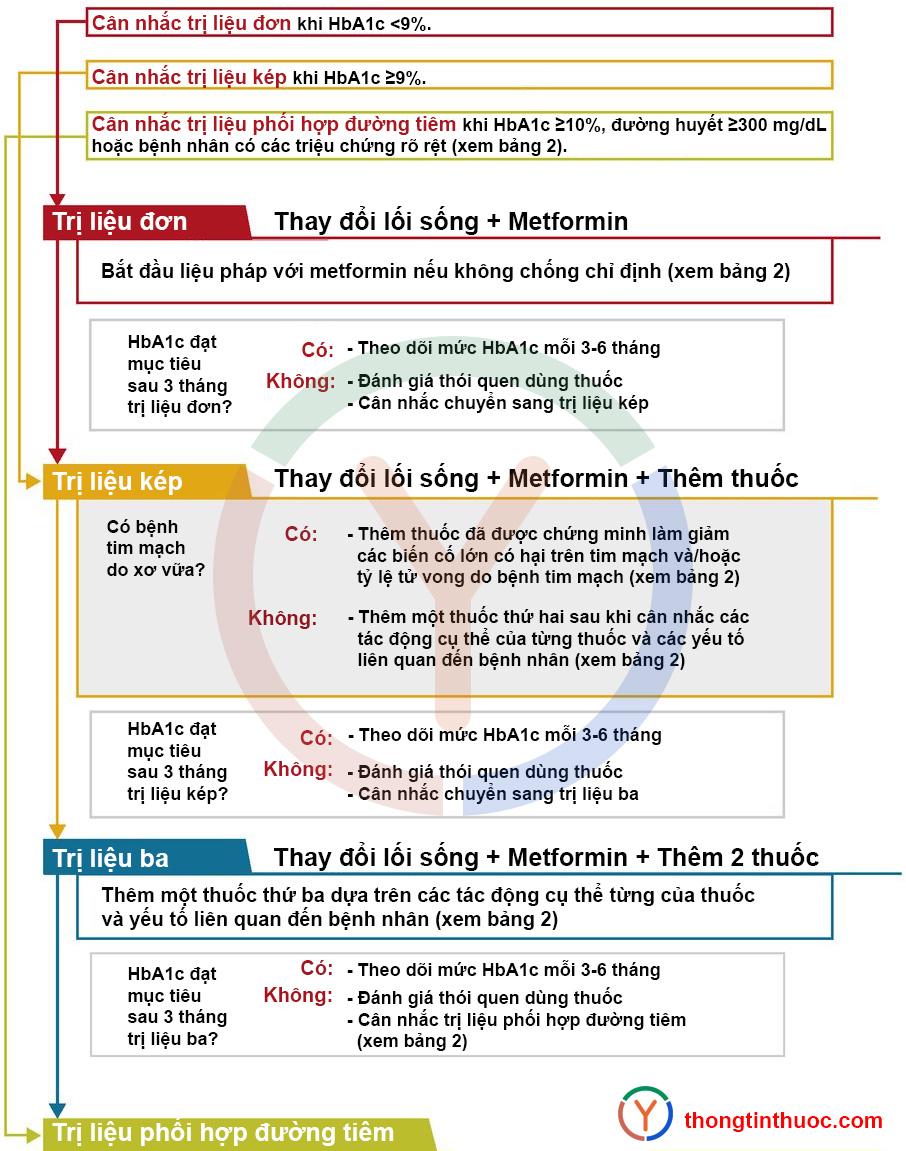 Cân nhắc trị liệu đơn khi HbA1c <9%.
Cân nhắc trị liệu kép khi HbA1c ≥9%.
Cân nhắc trị liệu phối hợp đường tiêm khi HbA1c ≥10%, đường huyết ≥300 mg/dL
hoặc bệnh nhân có các triệu chứng rõ rệt (xem bảng 2).
Trị liệu đơn
Thay đổi lối sống + Metformin
Bắt đầu liệu pháp với metformin nếu không chống chỉ định (xem bảng 2)
HbA1c đạt
mục tiêu
sau 3 tháng
trị liệu đơn?
Có: - Theo dõi mức HbA1c mỗi 3-6 tháng
Không: - Đánh giá thói quen dùng thuốc
- Cân nhắc chuyển sang trị liệu kép
Trị liệu kép
Thay đổi lối sống + Metformin + Thêm thuốc
Có bệnh
tim mạch
do xơ vữa?
Có: - Thêm thuốc đã được chứng minh làm giảm
các biến cố lớn có hại trên tim mạch và/hoặc
tỷ lệ tử vong do bệnh tim mạch (xem bảng 2)
Không: - Thêm một thuốc thứ hai sau khi cân nhắc các
tác động cụ thể của từng thuốc và các yếu tố
liên quan đến bệnh nhân (xem bảng 2)
HbA1c đạt
mục tiêu
sau 3 tháng
trị liệu kép?
Có: - Theo dõi mức HbA1c mỗi 3-6 tháng
Không: - Đánh giá thói quen dùng thuốc
- Cân nhắc chuyển sang trị liệu ba
Trị liệu ba
Thay đổi lối sống + Metformin + Thêm 2 thuốc
Thêm một thuốc thứ ba dựa trên các tác động cụ thể từng của thuốc
và yếu tố liên quan đến bệnh nhân (xem bảng 2)
HbA1c đạt
mục tiêu
sau 3 tháng
trị liệu ba?
Có: - Theo dõi mức HbA1c mỗi 3-6 tháng
Không: - Đánh giá thói quen dùng thuốc
- Cân nhắc trị liệu phối hợp đường tiêm
(xem bảng 2)
Trị liệu phối hợp đường tiêm
thongtinthuoc.com